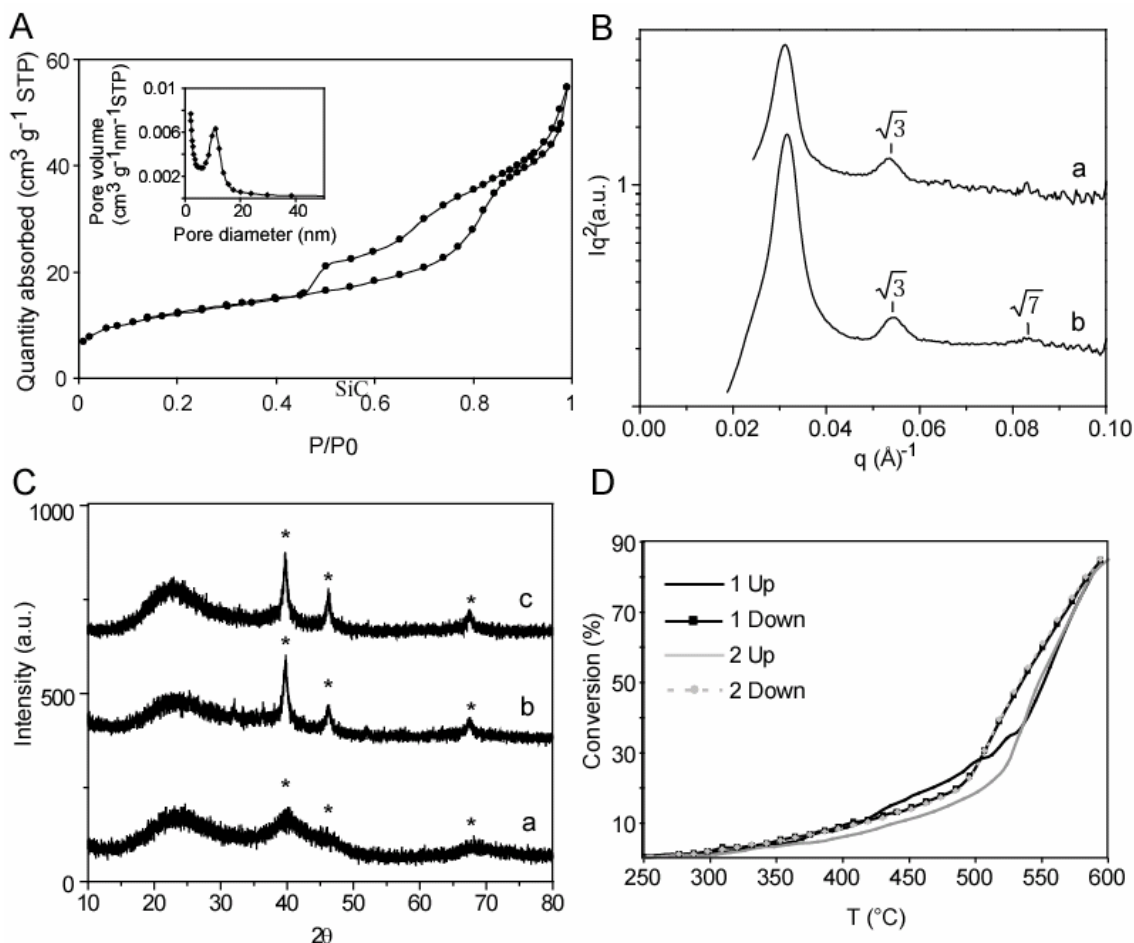 A
Quantity absorbed (cm³ g⁻¹ STP)
60
40
20
0
Pore volume
(cm³ g⁻¹nm⁻¹STP)
0.01
0.006
0.002
0 20 40
Pore diameter (nm)
SiC
0 0.2 0.4 0.6 0.8 1
P/P0
B
Iq²(a.u.)
1
√3
a
√3
√7
b
0.00 0.02 0.04 0.06 0.08 0.10
q (Å)⁻¹
C
Intensity (a.u.)
1000
500
0
* * * c
* * * b
* * * a
10 20 30 40 50 60 70 80
2θ
D
Conversion (%)
90
70
50
30
10
1 Up
1 Down
2 Up
2 Down
250 300 350 400 450 500 550 600
T (°C)